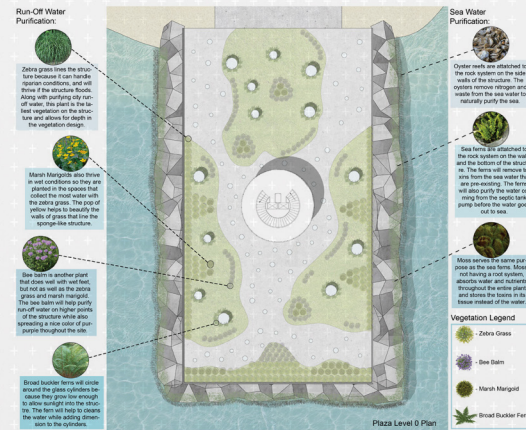 Run-Off Water
Purification:
Zebra grass lines the struc-
ture because it can handle
riparian conditions, and will
thrive if the structure floods.
Along with purifying city run-
off water, this plant is the tal-
liest vegetation on the struc-
ture and allows for depth in
the vegetation design.
Marsh Marigolds also thrive
in wet conditions so they are
planted in the spaces that
collect the most water with
the zebra grass. The pop of
yellow helps to beautify the
walls of grass that line the
sponge-like structure.
Bee balm is another plant
that does well with wet feet,
but not as well as the zebra
grass and marsh marigold.
The bee balm will help purify
run-off water on higher points
of the structure while also
spreading a nice color of pur-
purple thoughout the site.
Broad buckler ferns will circle
around the glass cylinders be-
cause they grow low enough
to allow sunlight into the struc-
tre. The fern will help to cleans
the water while adding dimen-
sion to the cylinders.
Sea Water
Purification:
Oyster reefs are attatched to
the rock system on the side
walls of the structure. The
oysters remove nitrogen and
waste from the sea water to
naturally purify the sea.
Sea ferns are attatched to
the rock system on the wall
and the bottom of the struct
re. The ferns will remove to
xins from the sea water tha
are pre-existing. The ferns
will also purify the water co
ming from the septic tank
pump before the water goe
out to sea.
Moss serves the same pur
pose as the sea ferns. Moss
not having a root system,
absorbs water and nutrients
throughout the entire plant
and stores the toxins in its
tissue instead of the water.
Vegetation Legend
- Zebra Grass
- Bee Balm
- Marsh Marigold
- Broad Buckler Fern
Plaza Level 0 Plan